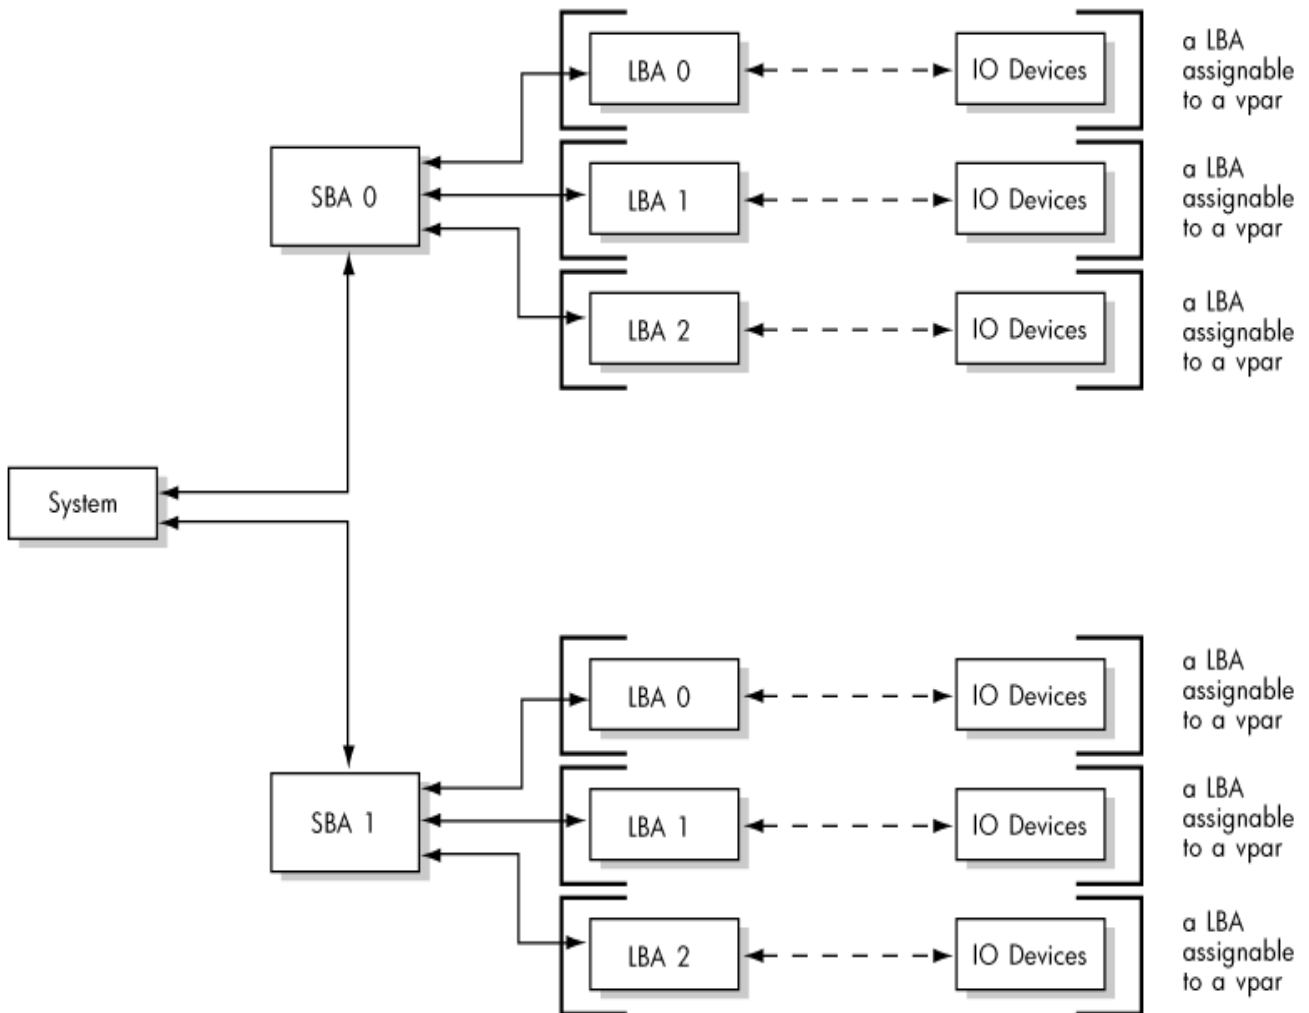 LBA 0
IO Devices
a LBA
assignable
to a vpar
SBA 0
LBA 1
IO Devices
a LBA
assignable
to a vpar
LBA 2
IO Devices
a LBA
assignable
to a vpar
System
LBA 0
IO Devices
a LBA
assignable
to a vpar
SBA 1
LBA 1
IO Devices
a LBA
assignable
to a vpar
LBA 2
IO Devices
a LBA
assignable
to a vpar